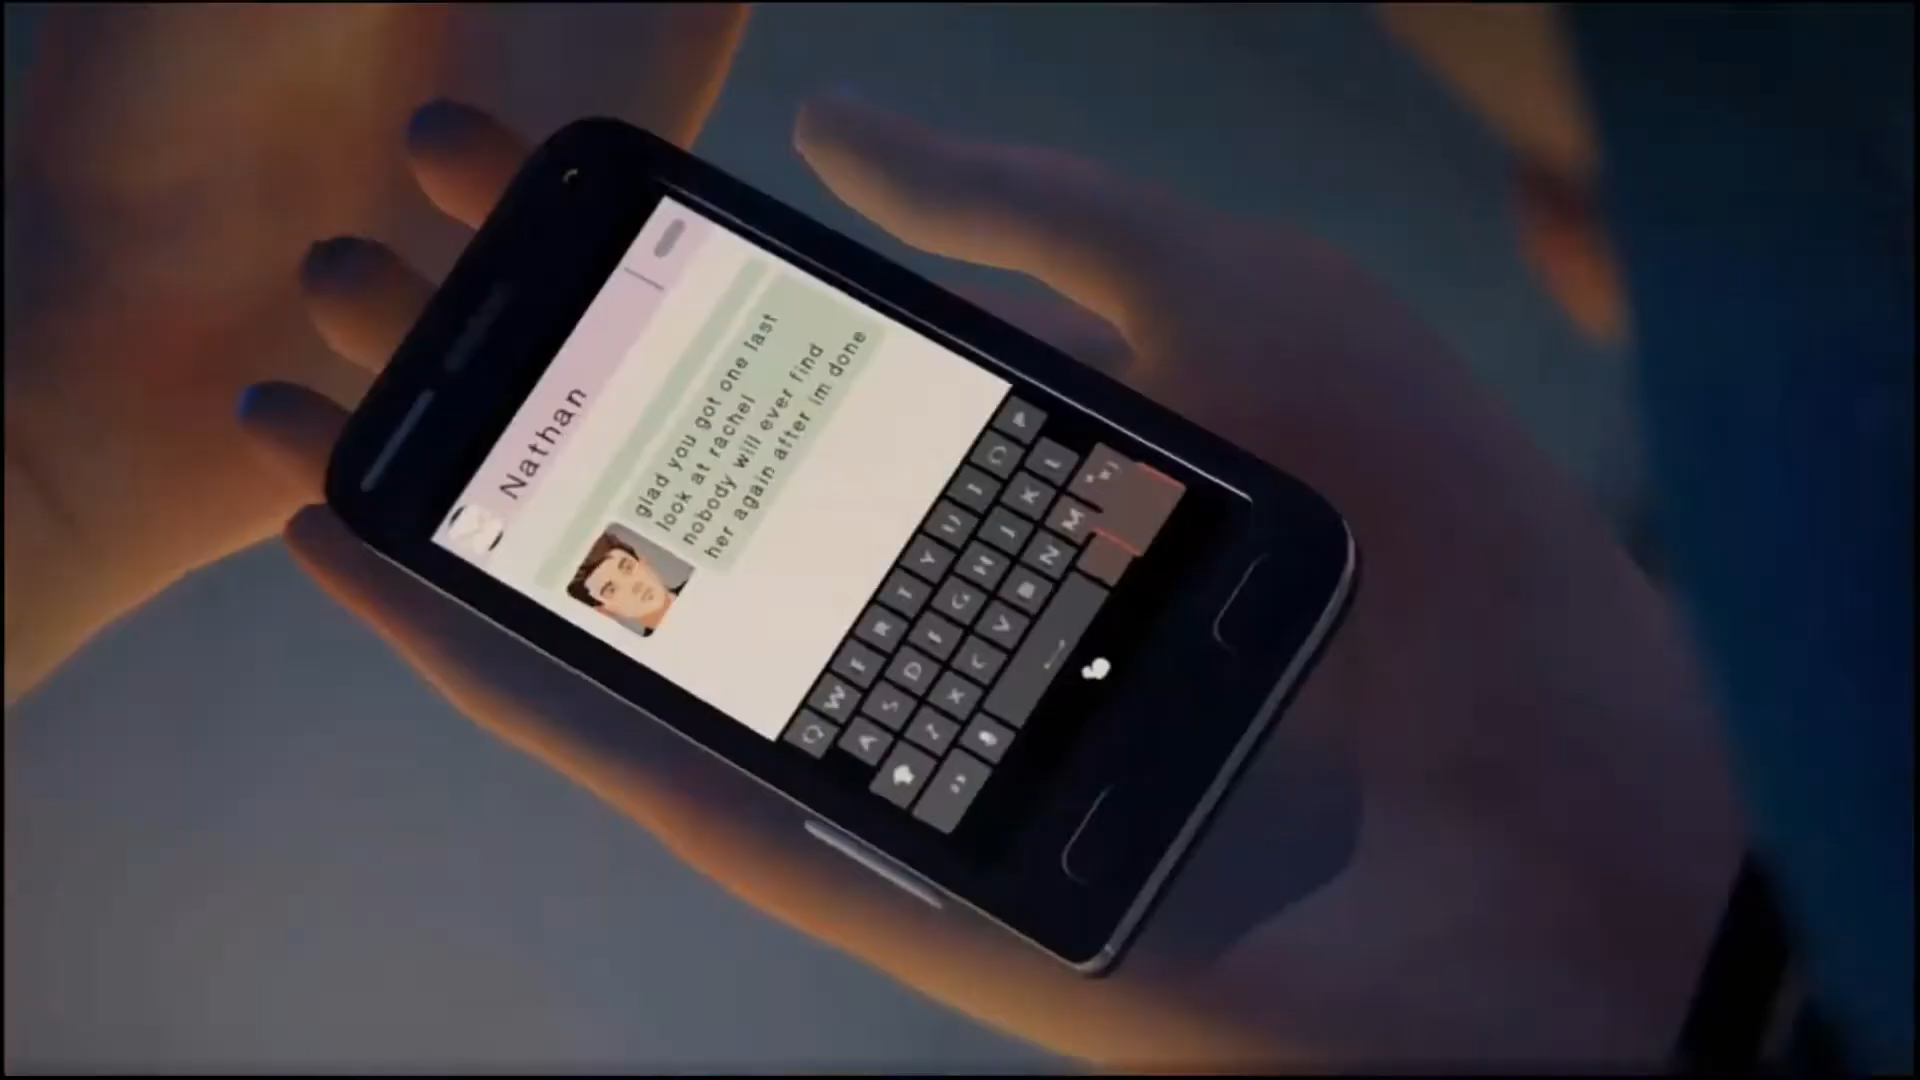 Nathan
glad you got one last
look at rachel
nobody will ever find
her again after im done